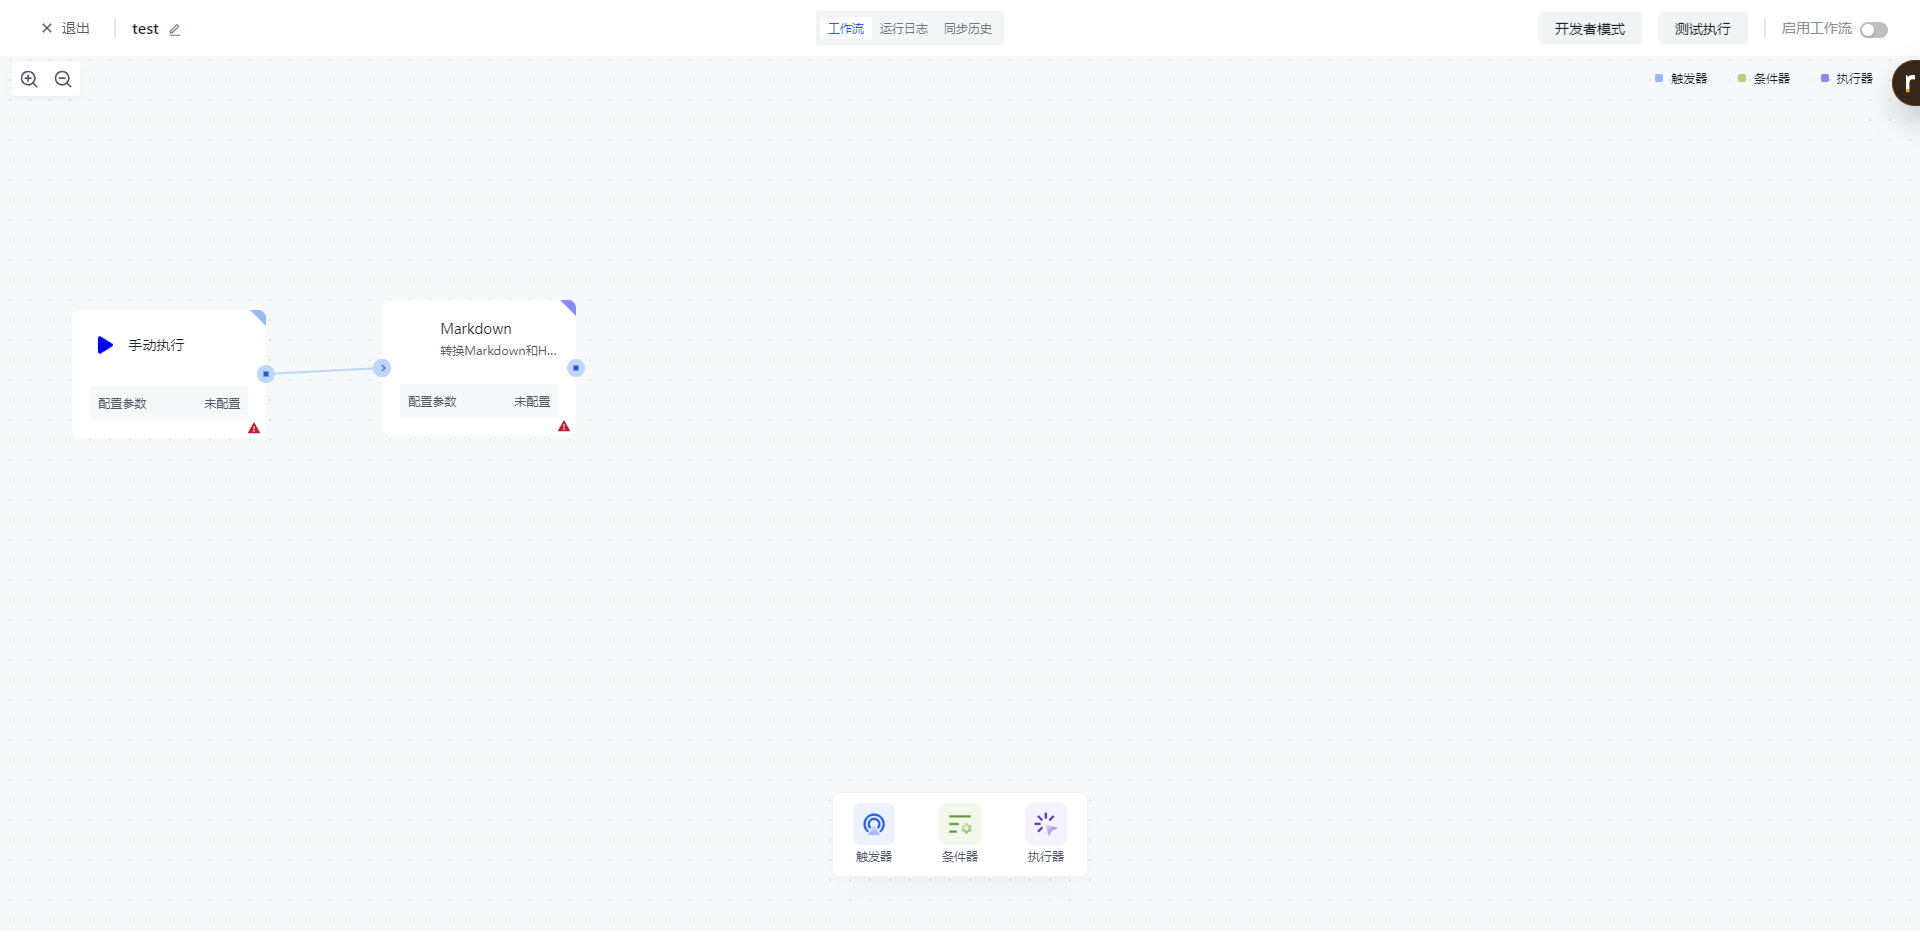 退出
test
工作流
运行日志
同步历史
开发者模式
测试执行
启用工作流
触发器
条件器
执行器
r
手动执行
配置参数
未配置
Markdown
转换Markdown和H...
配置参数
未配置
触发器
条件器
执行器